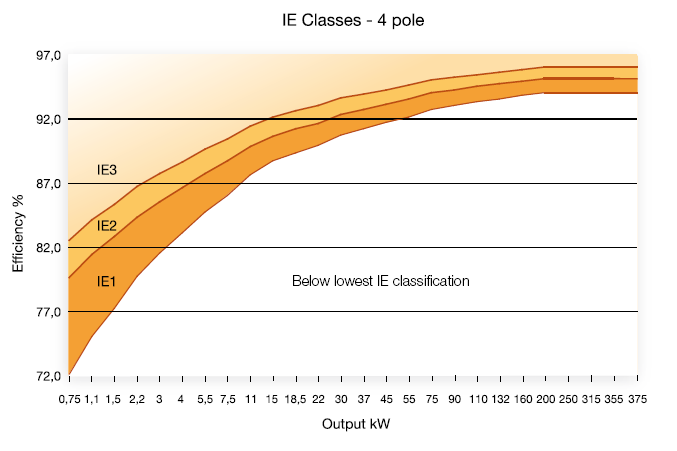 IE Classes - 4 pole
97,0
92,0
87,0
82,0
77,0
72,0
Efficiency %
IE3
IE2
IE1
Below lowest IE classification
0,75 1,1 1,5 2,2 3 4 5,5 7,5 11 15 18,5 22 30 37 45 55 75 90 110 132 160 200 250 315 355 375
Output kW